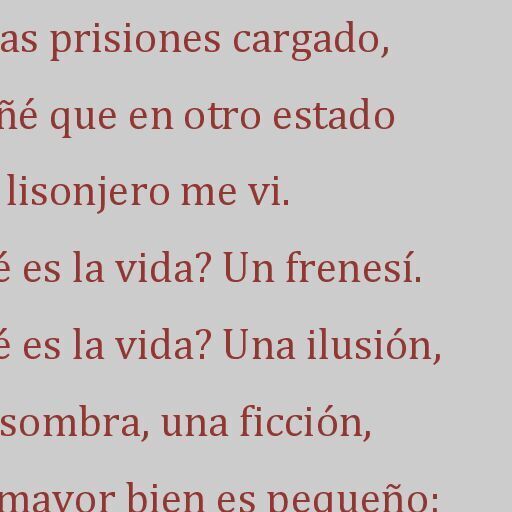 as prisiones cargado,
ñé que en otro estado
lisonjero me vi.
é es la vida? Un frenesí.
é es la vida? Una ilusión,
sombra, una ficción,
mayor bien es pequeño: